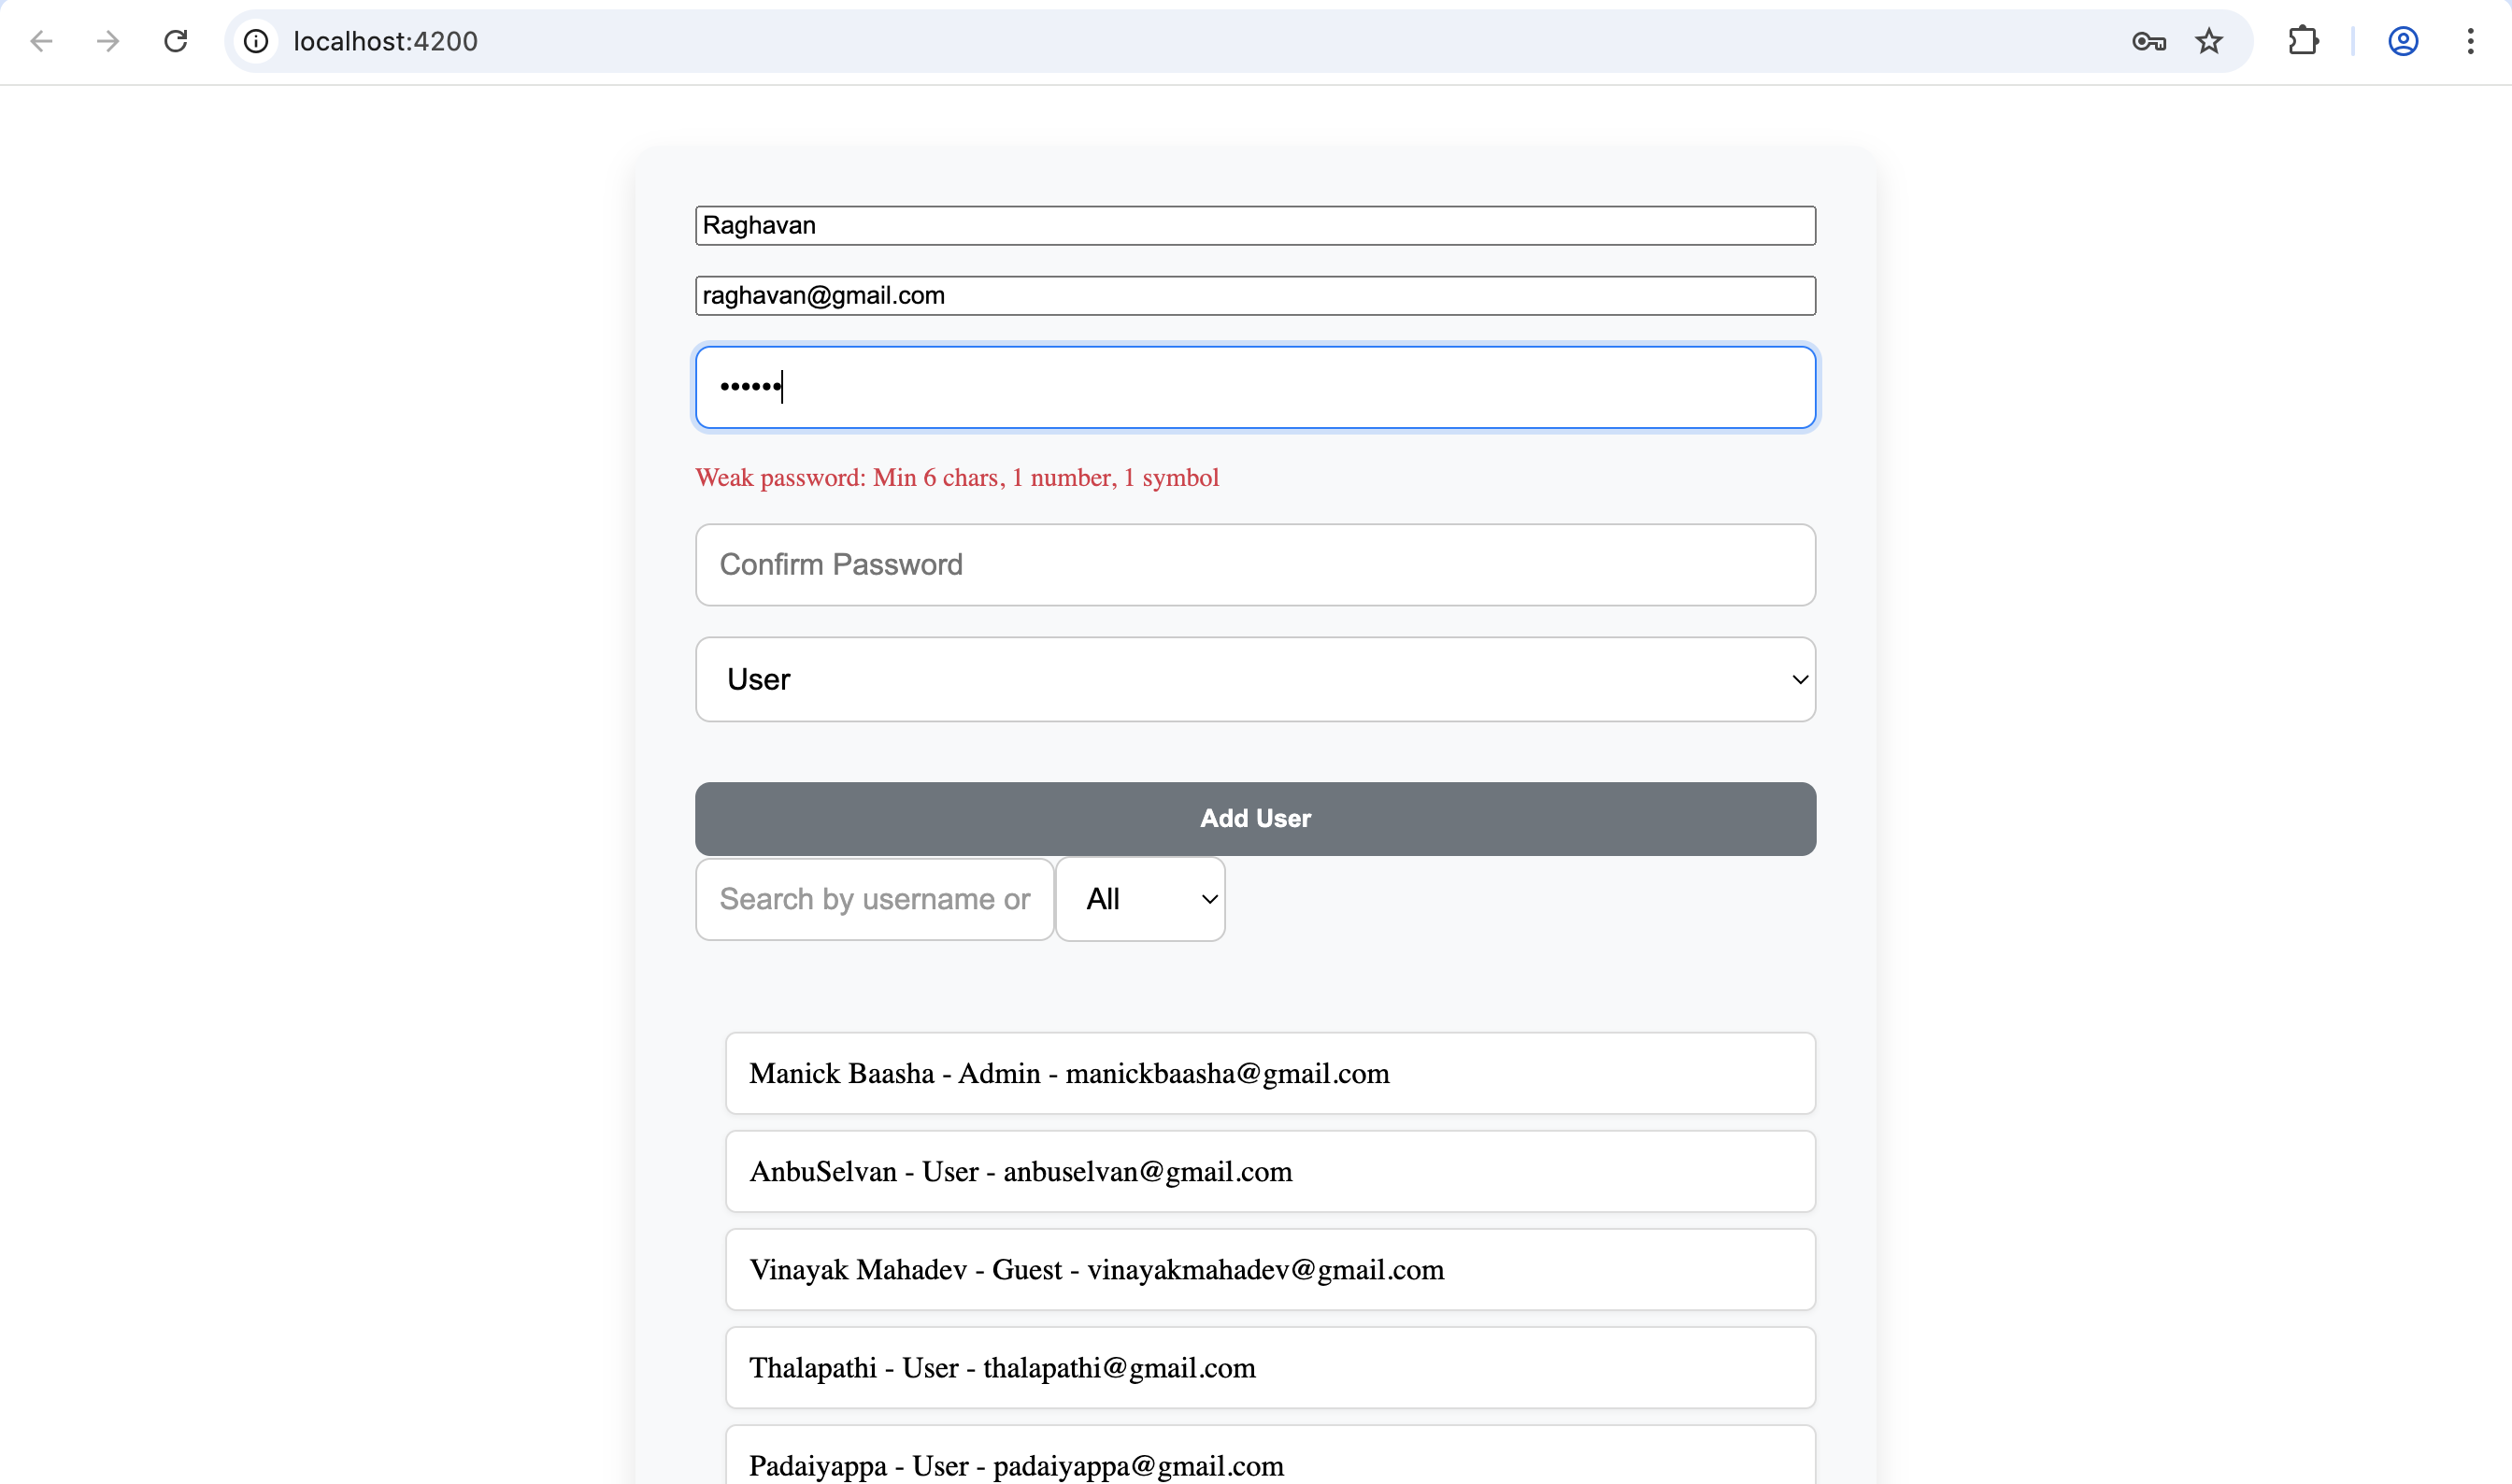 localhost:4200
Raghavan
raghavan@gmail.com
••••••
Weak password: Min 6 chars, 1 number, 1 symbol
Confirm Password
User
Add User
Search by username or
All
Manick Baasha - Admin - manickbaasha@gmail.com
AnbuSelvan - User - anbuselvan@gmail.com
Vinayak Mahadev - Guest - vinayakmahadev@gmail.com
Thalapathi - User - thalapathi@gmail.com
Padaiyappa - User - padaiyappa@gmail.com